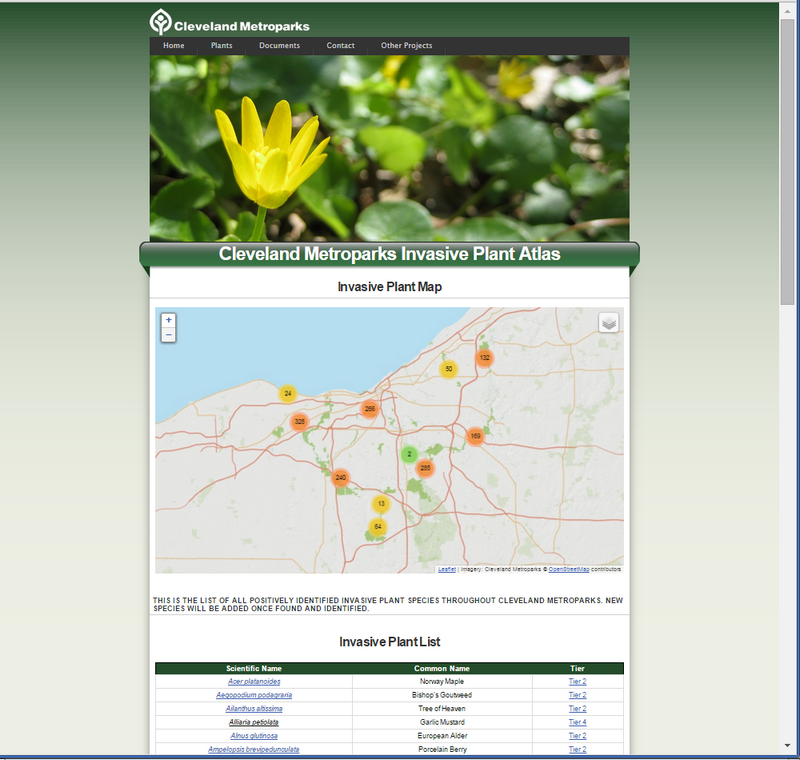 Cleveland Metroparks
Home Plants Documents Contact Other Projects
Cleveland Metroparks Invasive Plant Atlas
Invasive Plant Map
+
−
132
50
24
266
325
169
2
285
240
13
64
Leaflet | Imagery: Cleveland Metroparks © OpenStreetMap contributors
THIS IS THE LIST OF ALL POSITIVELY IDENTIFIED INVASIVE PLANT SPECIES THROUGHOUT CLEVELAND METROPARKS. NEW
SPECIES WILL BE ADDED ONCE FOUND AND IDENTIFIED.
Invasive Plant List
Scientific Name Common Name Tier
Acer platanoides Norway Maple Tier 2
Aegopodium podagraria Bishop's Goutweed Tier 2
Ailanthus altissima Tree of Heaven Tier 2
Alliaria petiolata Garlic Mustard Tier 4
Alnus glutinosa European Alder Tier 2
Ampelopsis brevipedunculata Porcelain Berry Tier 2